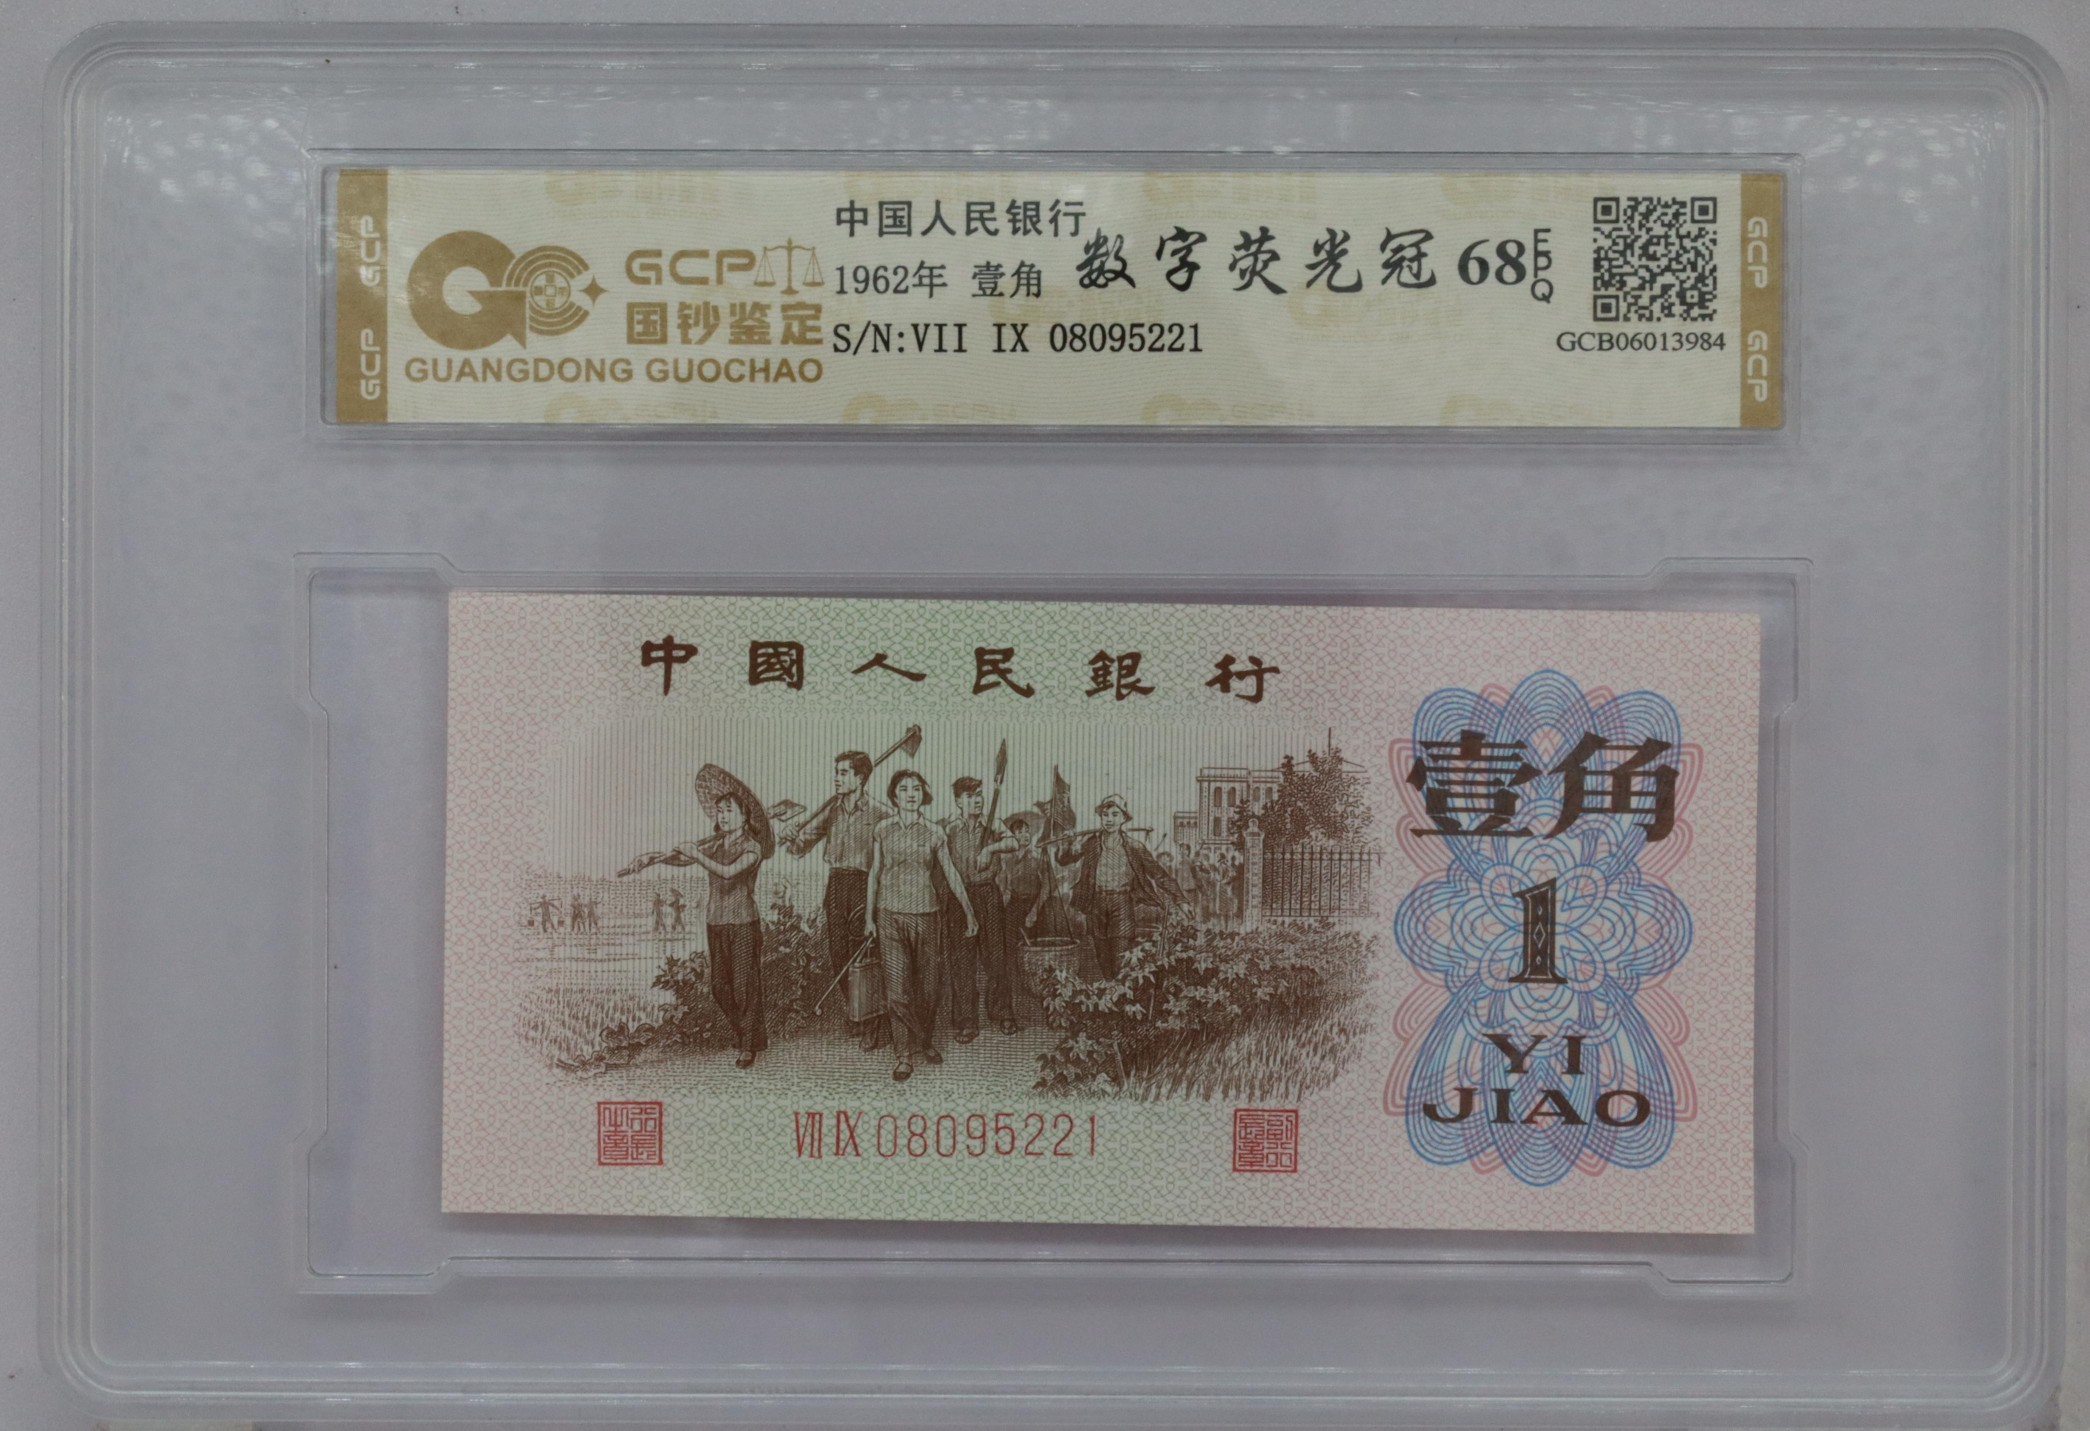 GCP GCP
GCP
国钞鉴定
GUANGDONG GUOCHAO
中国人民银行
1962年 壹角
S/N:VII IX 08095221
数字荧光冠 68 EPQ
GCB06013984
GCP GCP
中國人民銀行
壹角
1
YI
JIAO
VII IX 08095221